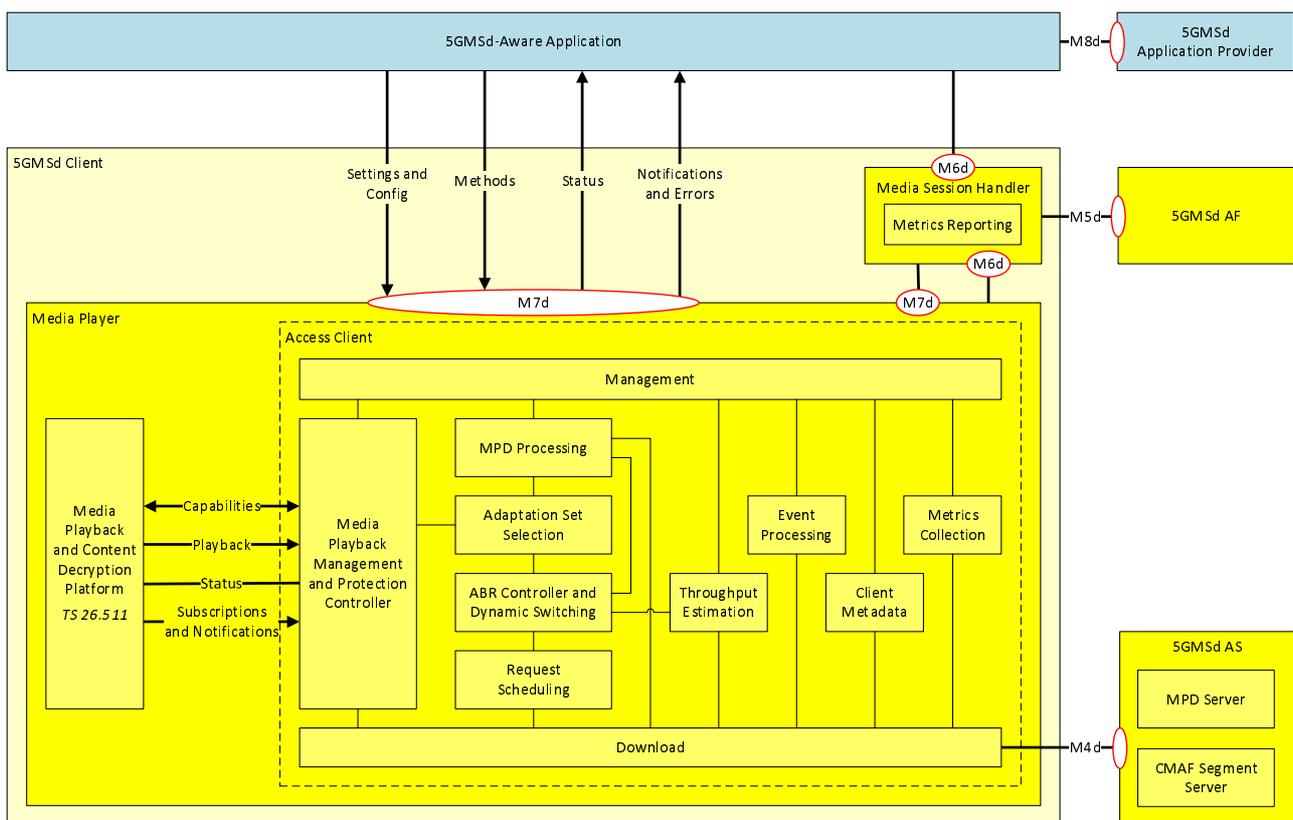 5GMSd-Aware Application
M8d
5GMSd
Application Provider
5GMSd Client
Settings and
Config
Methods
Status
Notifications
and Errors
M6d
Media Session Handler
Metrics Reporting
M5d
5GMSd AF
M6d
M7d
M7d
Media Player
Access Client
Management
Media
Playback
and Content
Decryption
Platform
TS 26.511
Capabilities
Playback
Status
Subscriptions
and Notifications
Media
Playback
Management
and Protection
Controller
MPD Processing
Adaptation Set
Selection
ABR Controller and
Dynamic Switching
Request
Scheduling
Throughput
Estimation
Event
Processing
Client
Metadata
Metrics
Collection
Download
M4d
5GMSd AS
MPD Server
CMAF Segment
Server